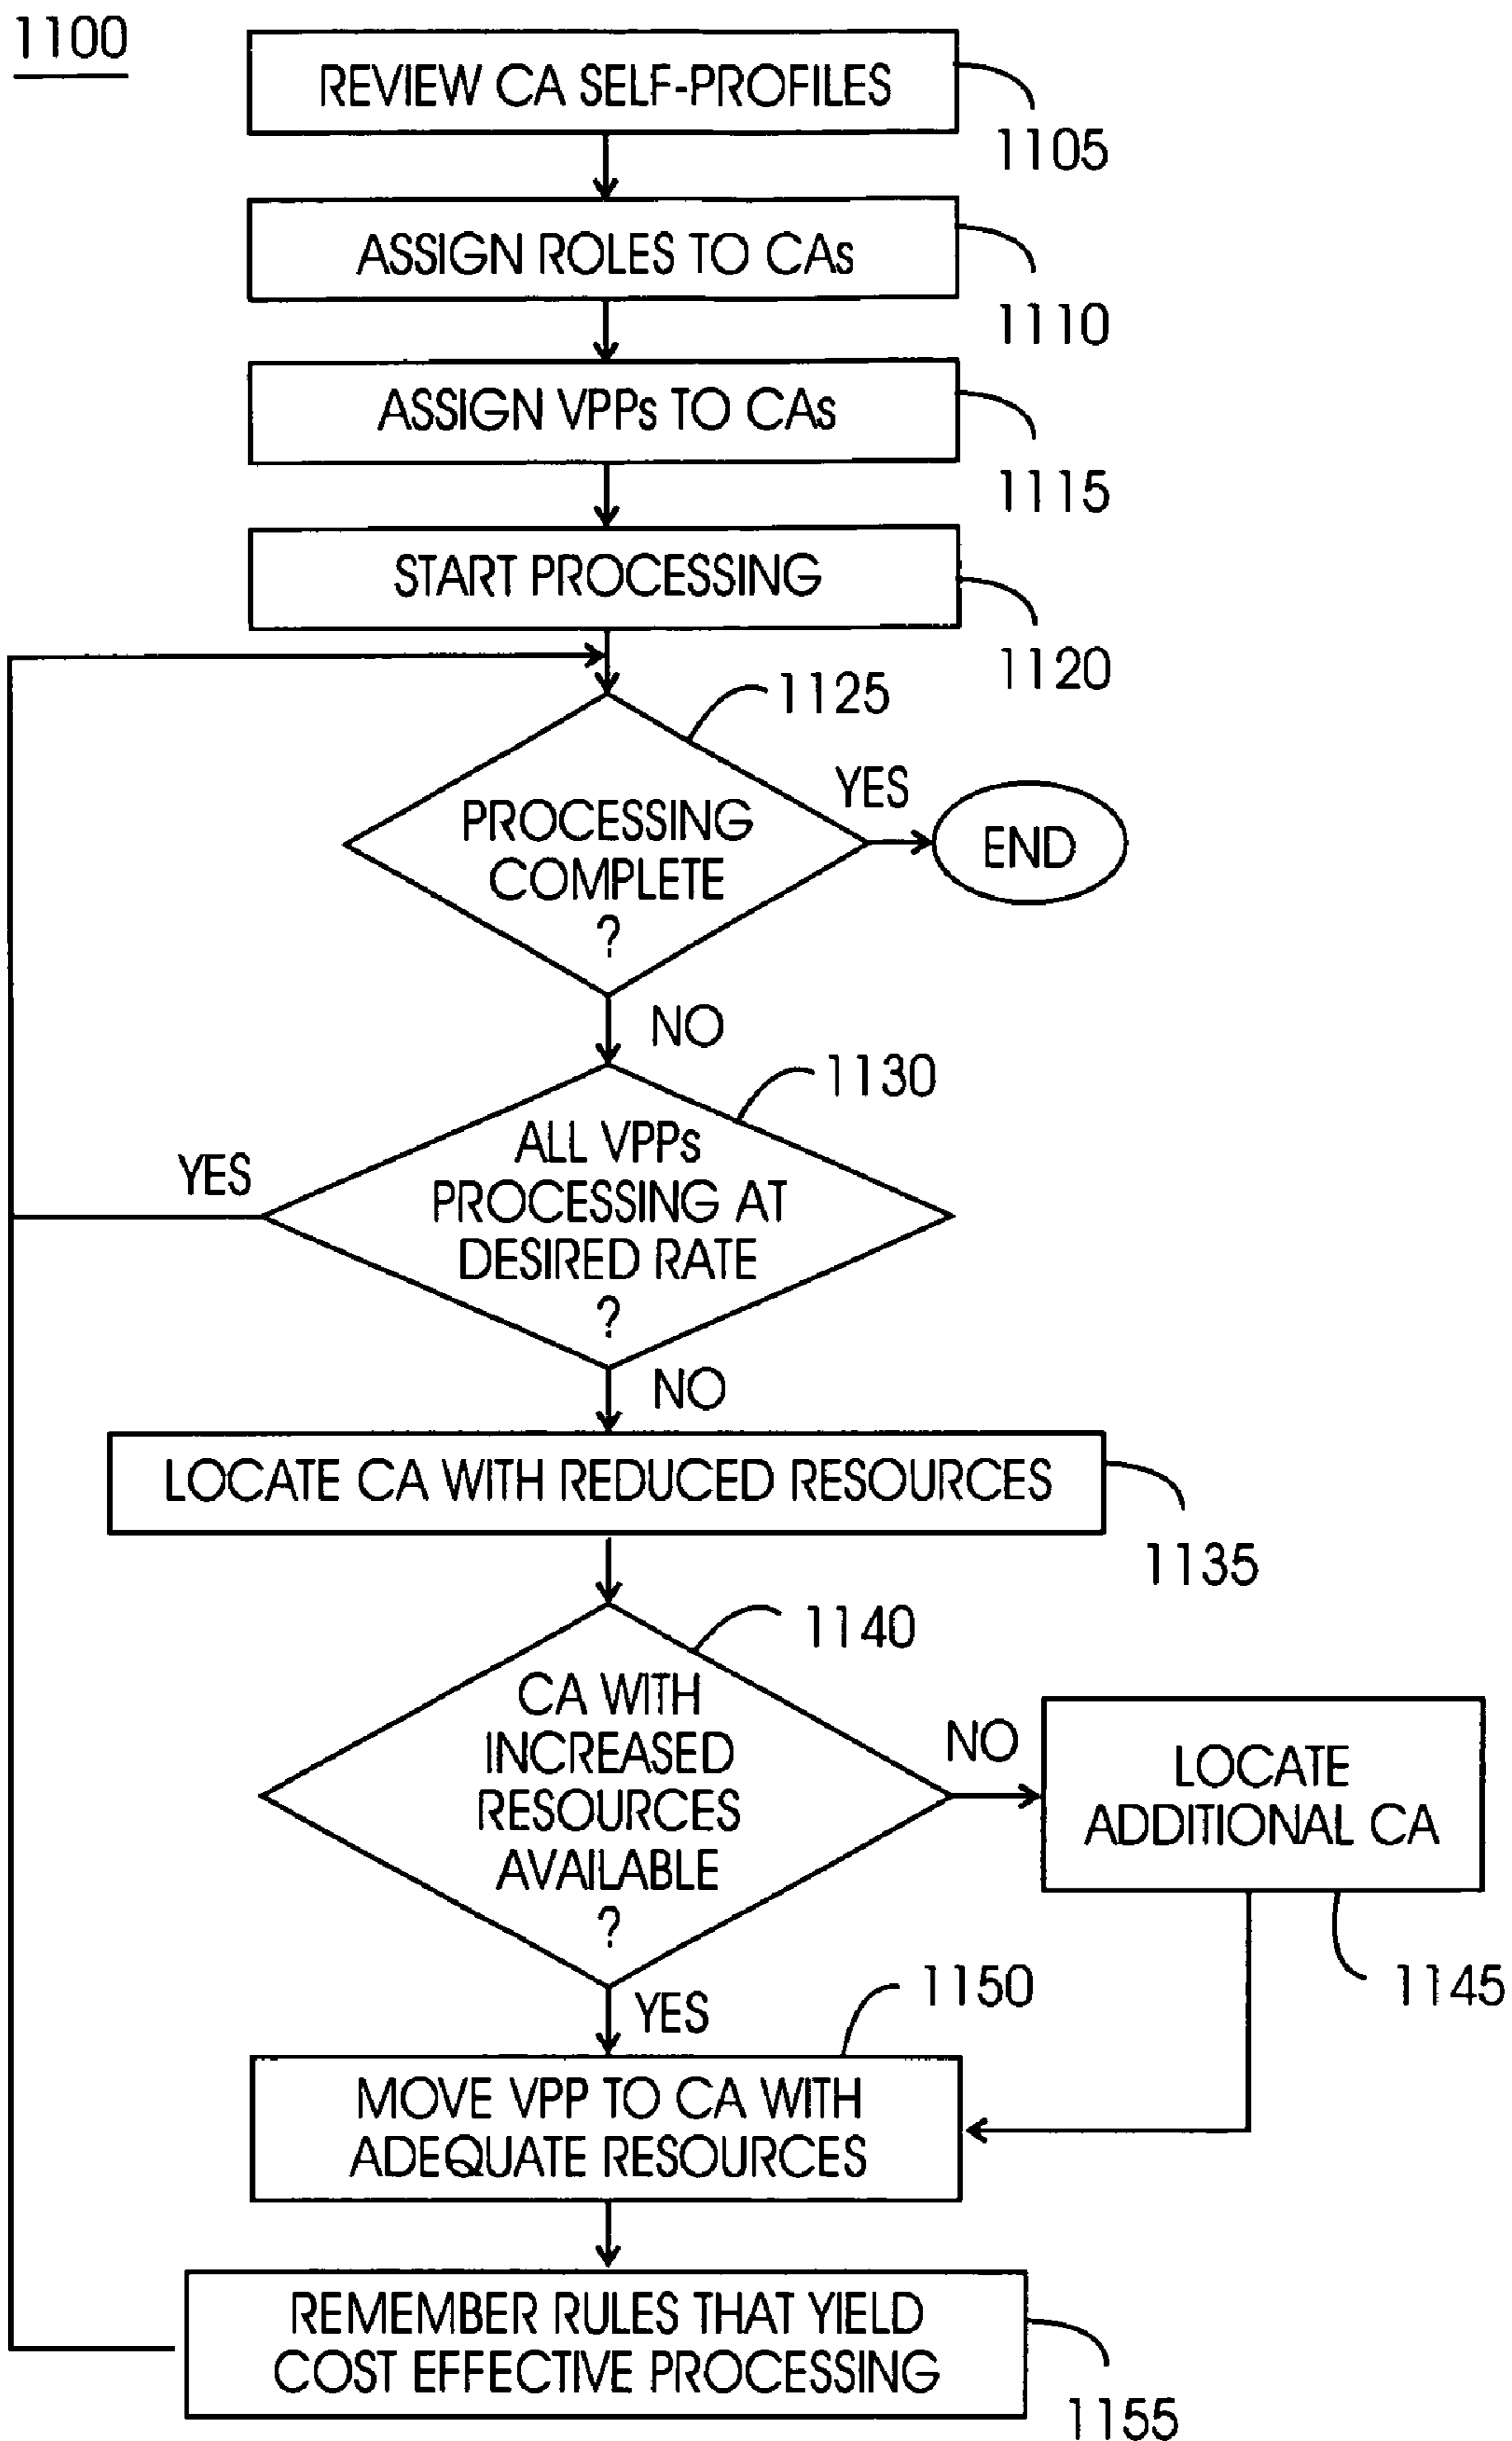 1100
REVIEW CA SELF-PROFILES
1105
ASSIGN ROLES TO CAs
1110
ASSIGN VPPs TO CAs
1115
START PROCESSING
1120
1125
PROCESSING
COMPLETE
?
YES
END
NO
1130
ALL VPPs
PROCESSING AT
DESIRED RATE
?
YES
NO
LOCATE CA WITH REDUCED RESOURCES
1135
1140
CA WITH
INCREASED
RESOURCES
AVAILABLE
?
NO
LOCATE
ADDITIONAL CA
1145
YES
1150
MOVE VPP TO CA WITH
ADEQUATE RESOURCES
REMEMBER RULES THAT YIELD
COST EFFECTIVE PROCESSING
1155